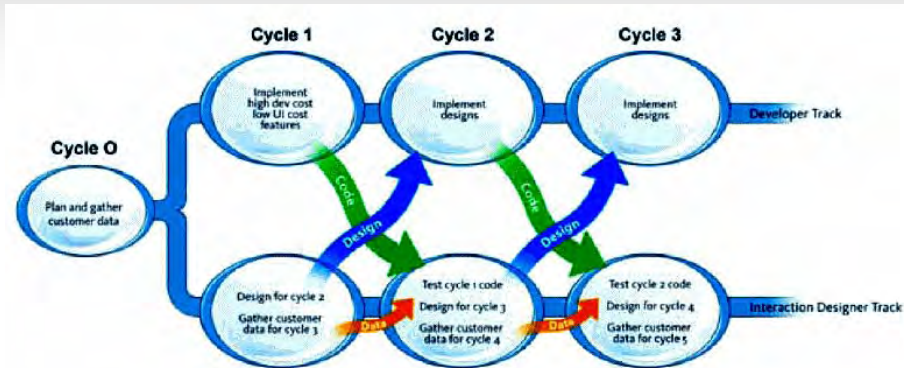 Cycle 1
Cycle 2
Cycle 3
Implement
high dev cost
low UI cost
features
Implement
designs
Implement
designs
Developer Track
Cycle O
Plan and gather
customer data
Code
Design
Code
Design
Design for cycle 2
Gather customer
data for cycle 3
Data
Test cycle 1 code
Design for cycle 3
Gather customer
data for cycle 4
Data
Test cycle 2 code
Design for cycle 4
Gather customer
data for cycle 5
Interaction Designer Track